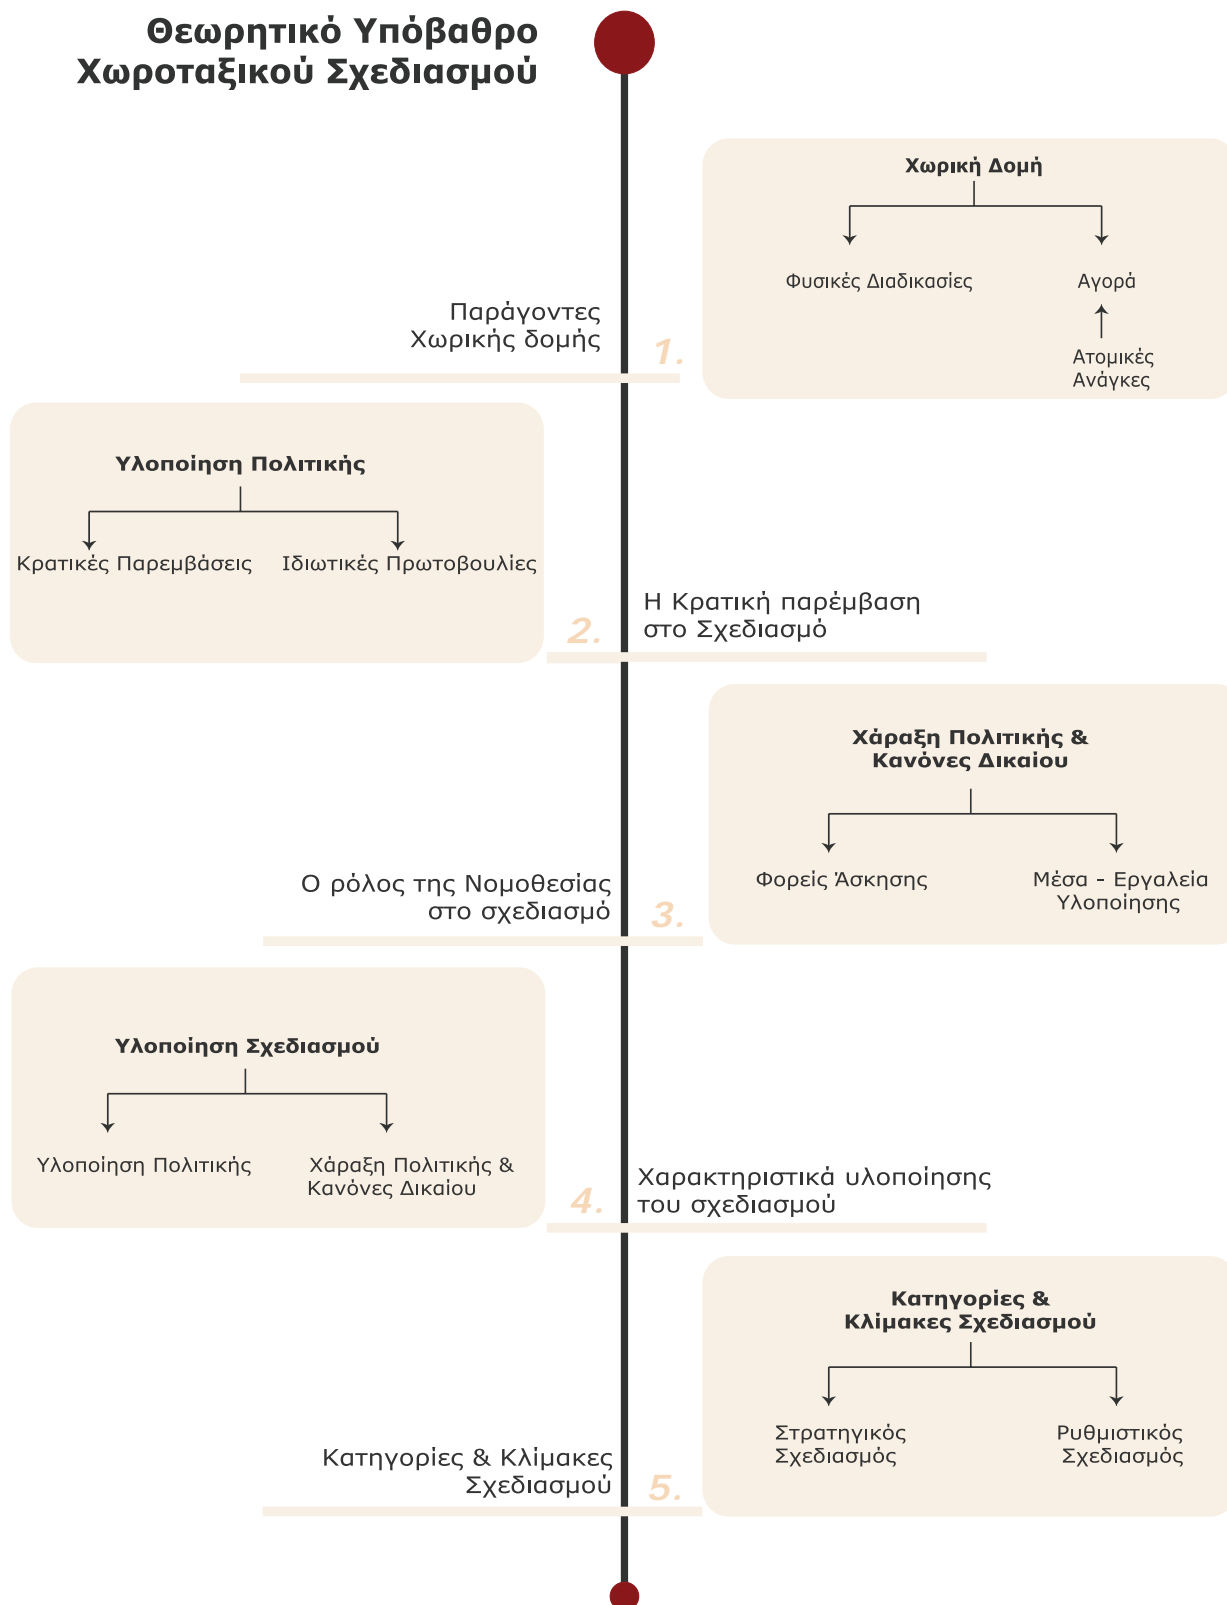 Θεωρητικό Υπόβαθρο
Χωροταξικού Σχεδιασμού
Χωρική Δομή
Φυσικές Διαδικασίες
Αγορά
Ατομικές
Ανάγκες
Παράγοντες
Χωρικής δομής
1.
Υλοποίηση Πολιτικής
Κρατικές Παρεμβάσεις
Ιδιωτικές Πρωτοβουλίες
Η Κρατική παρέμβαση
στο Σχεδιασμό
2.
Χάραξη Πολιτικής &
Κανόνες Δικαίου
Φορείς Άσκησης
Μέσα - Εργαλεία
Υλοποίησης
Ο ρόλος της Νομοθεσίας
στο σχεδιασμό
3.
Υλοποίηση Σχεδιασμού
Υλοποίηση Πολιτικής
Χάραξη Πολιτικής &
Κανόνες Δικαίου
Χαρακτηριστικά υλοποίησης
του σχεδιασμού
4.
Κατηγορίες &
Κλίμακες Σχεδιασμού
Στρατηγικός
Σχεδιασμός
Ρυθμιστικός
Σχεδιασμός
Κατηγορίες & Κλίμακες
Σχεδιασμού
5.